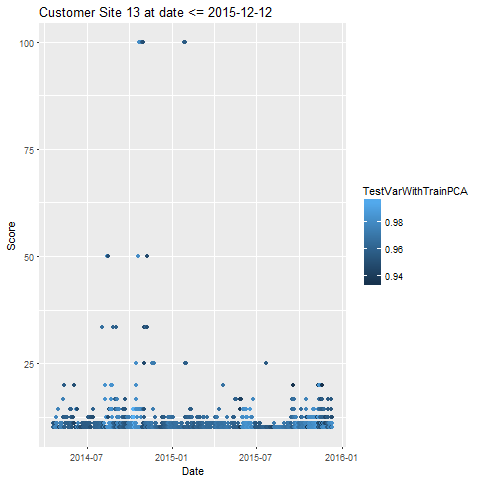 Customer Site 13 at date <= 2015-12-12
100
75
50
25
Score
2014-07
2015-01
2015-07
2016-01
Date
TestVarWithTrainPCA
0.98
0.96
0.94